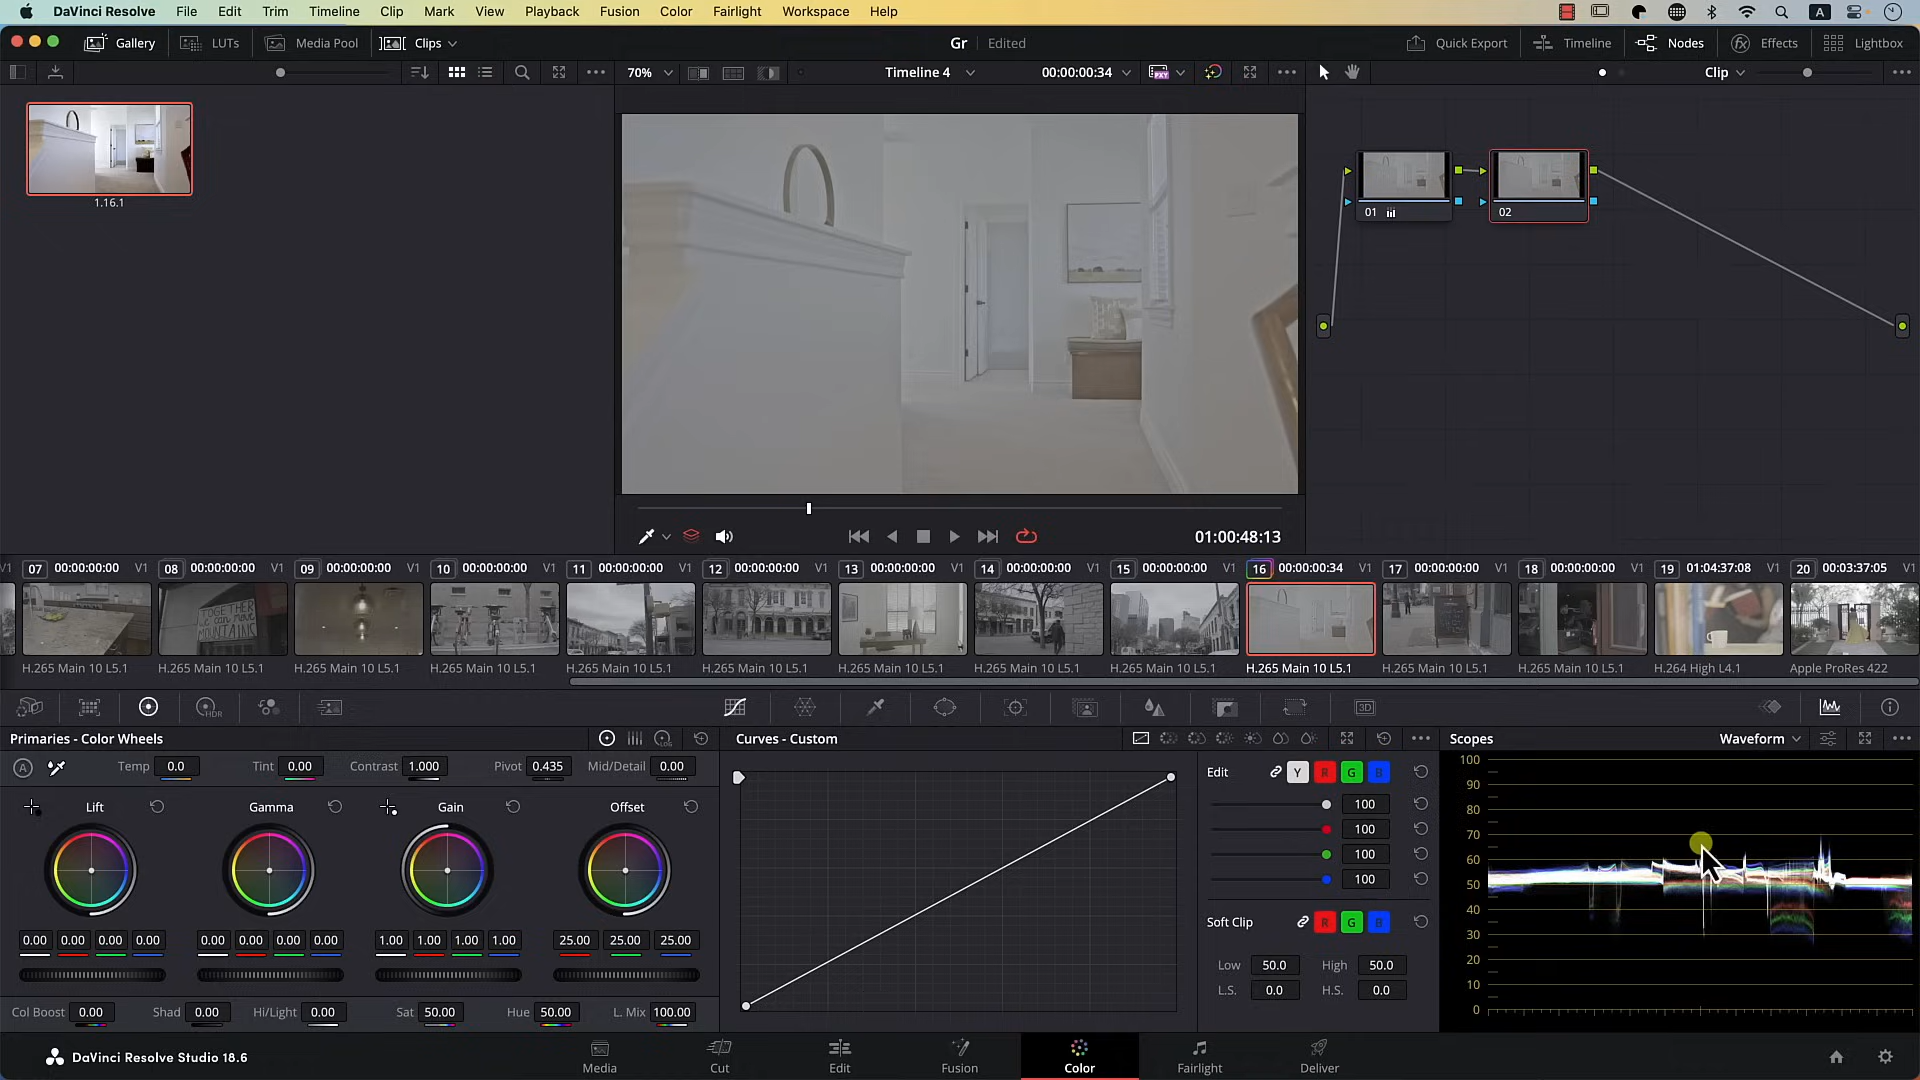 DaVinci Resolve File Edit Trim Timeline Clip Mark View Playback Fusion Color Fairlight Workspace Help A
Gallery LUTs Media Pool Clips Gr Edited Quick Export Timeline Nodes Effects Lightbox
70% Timeline 4 00:00:00:34 PXY Clip
1.16.1
01 02
01:00:48:13
V1 07 00:00:00:00 V1 08 00:00:00:00 V1 09 00:00:00:00 V1 10 00:00:00:00 V1 11 00:00:00:00 V1 12 00:00:00:00 V1 13 00:00:00:00 V1 14 00:00:00:00 V1 15 00:00:00:00 V1 16 00:00:00:34 V1 17 00:00:00:00 V1 18 00:00:00:00 V1 19 01:04:37:08 V1 20 00:03:37:05 V1
TOGETHER
we can move
MOUNTAINS
H.265 Main 10 L5.1 H.265 Main 10 L5.1 H.265 Main 10 L5.1 H.265 Main 10 L5.1 H.265 Main 10 L5.1 H.265 Main 10 L5.1 H.265 Main 10 L5.1 H.265 Main 10 L5.1 H.265 Main 10 L5.1 H.265 Main 10 L5.1 H.265 Main 10 L5.1 H.265 Main 10 L5.1 H.264 High L4.1 Apple ProRes 422
HDR 3D
Primaries - Color Wheels LOG Curves - Custom Scopes Waveform
A Temp 0.0 Tint 0.00 Contrast 1.000 Pivot 0.435 Mid/Detail 0.00
Lift Gamma Gain Offset
0.00 0.00 0.00 0.00 0.00 0.00 0.00 0.00 1.00 1.00 1.00 1.00 25.00 25.00 25.00
Col Boost 0.00 Shad 0.00 Hi/Light 0.00 Sat 50.00 Hue 50.00 L. Mix 100.00
Edit Y R G B
100
100
100
100
Soft Clip R G B
Low 50.0 High 50.0
L.S. 0.0 H.S. 0.0
100
90
80
70
60
50
40
30
20
10
0
DaVinci Resolve Studio 18.6 Media Cut Edit Fusion Color Fairlight Deliver